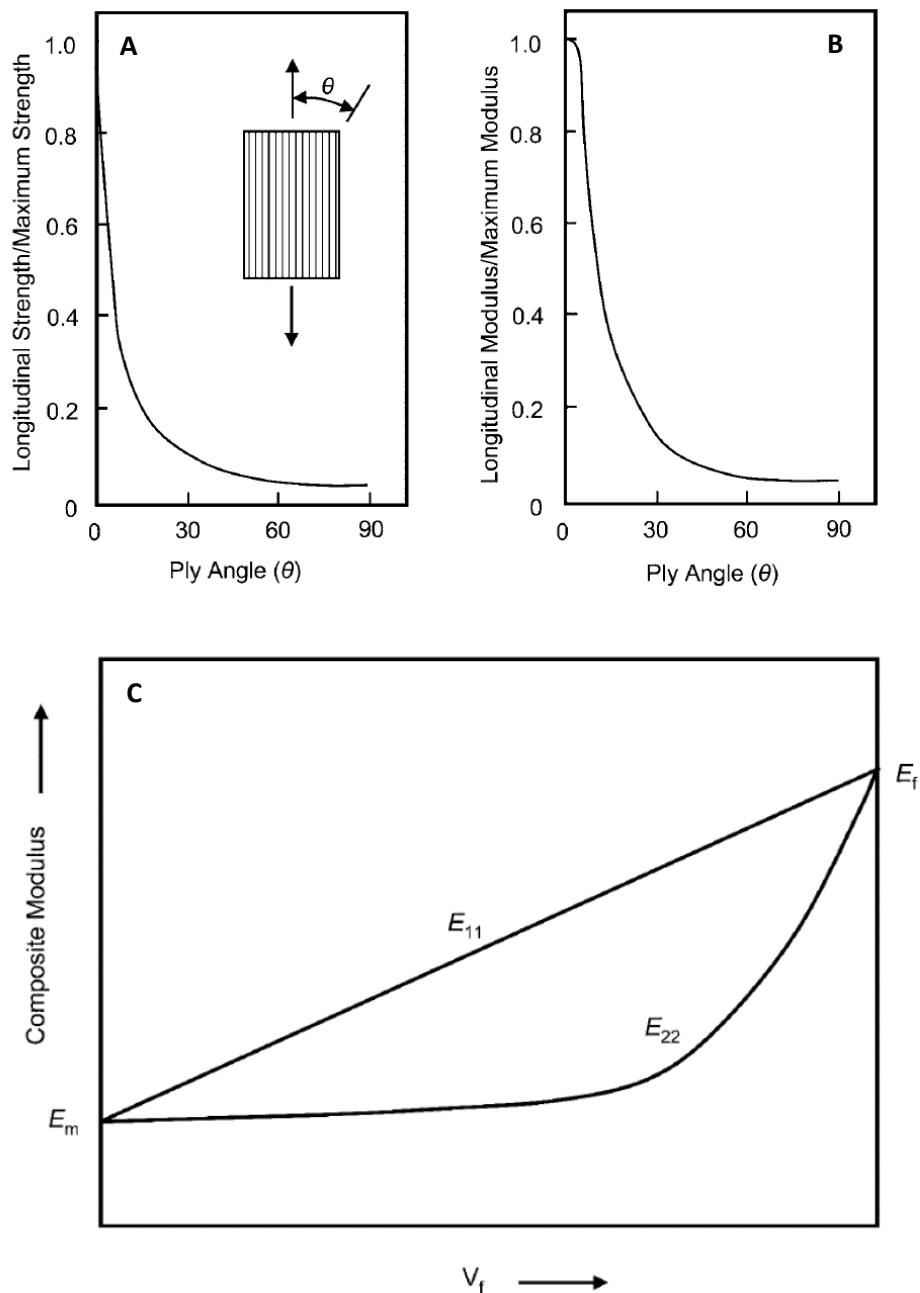 A
Longitudinal Strength/Maximum Strength
1.0
0.8
0.6
0.4
0.2
0
θ
0 30 60 90
Ply Angle (θ)
B
Longitudinal Modulus/Maximum Modulus
1.0
0.8
0.6
0.4
0.2
0
0 30 60 90
Ply Angle (θ)
C
Composite Modulus
E11
E22
Em
Ef
Vf